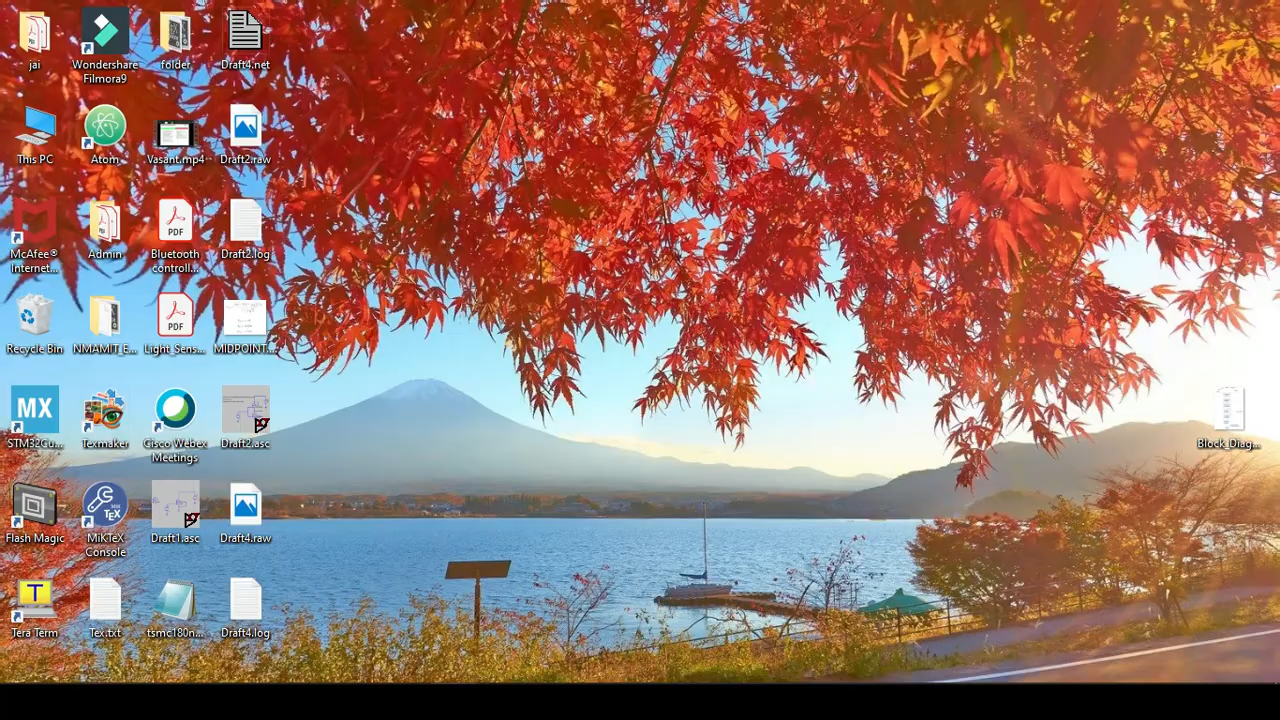 jai
Wondershare
Filmora9
folder
Draft4.net
This PC
Atom
Vasant.mp4
Draft2.raw
McAfee®
Internet...
Admin
PDF
Bluetooth
controll...
Draft2.log
Recycle Bin
NMAMIT_E...
PDF
Light_Sens...
MIDPOINT...
MX
STM32Cu...
Texmaker
Cisco Webex
Meetings
Draft2.asc
Block_Diag...
Flash Magic
TEX
MiKTeX
Console
Draft1.asc
Draft4.raw
T
Tera Term
Tex.txt
tsmc180n...
Draft4.log